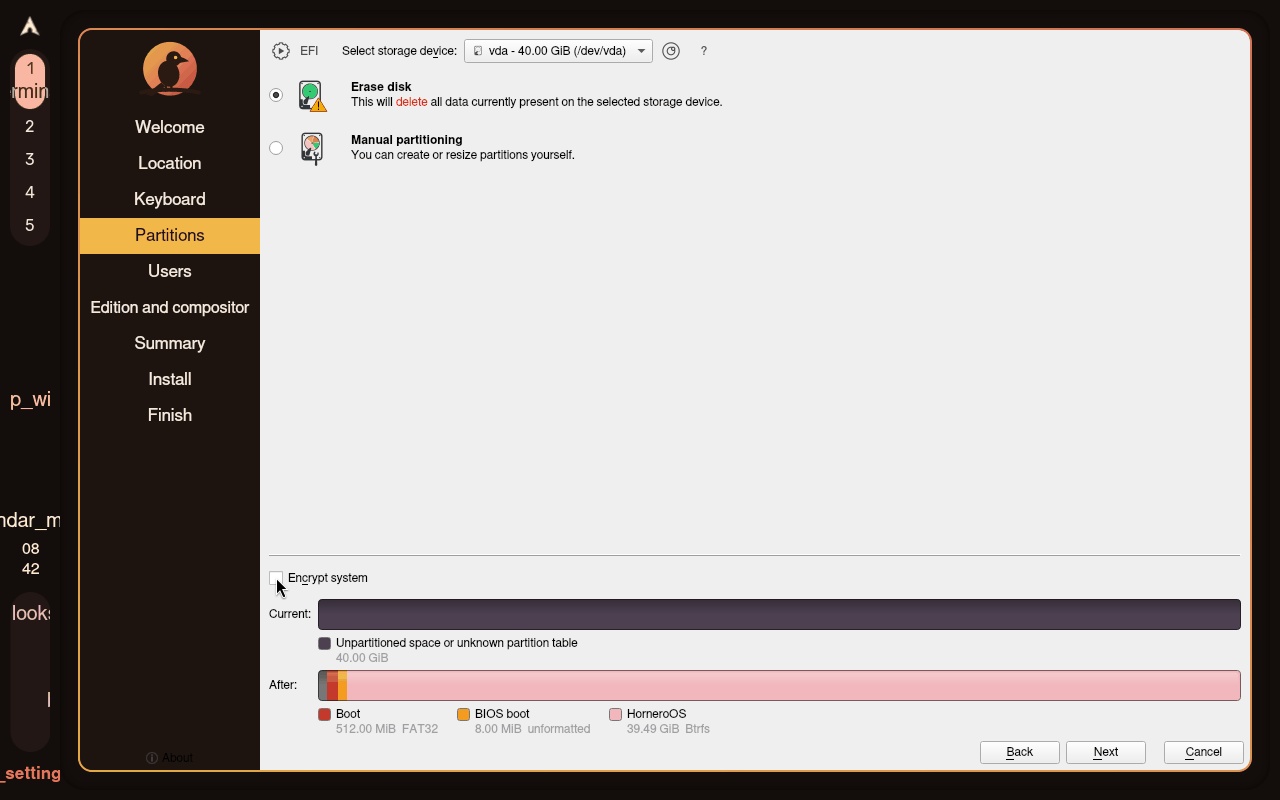 1
rmin
2
3
4
5
p_wi
ndar_m
08
42
looks
_setting
Welcome
Location
Keyboard
Partitions
Users
Edition and compositor
Summary
Install
Finish
About
EFI
Select storage device:
vda - 40.00 GiB (/dev/vda)
?
Erase disk
This will delete all data currently present on the selected storage device.
Manual partitioning
You can create or resize partitions yourself.
Encrypt system
Current:
Unpartitioned space or unknown partition table
40.00 GiB
After:
Boot
512.00 MiB FAT32
BIOS boot
8.00 MiB unformatted
HorneroOS
39.49 GiB Btrfs
Back
Next
Cancel